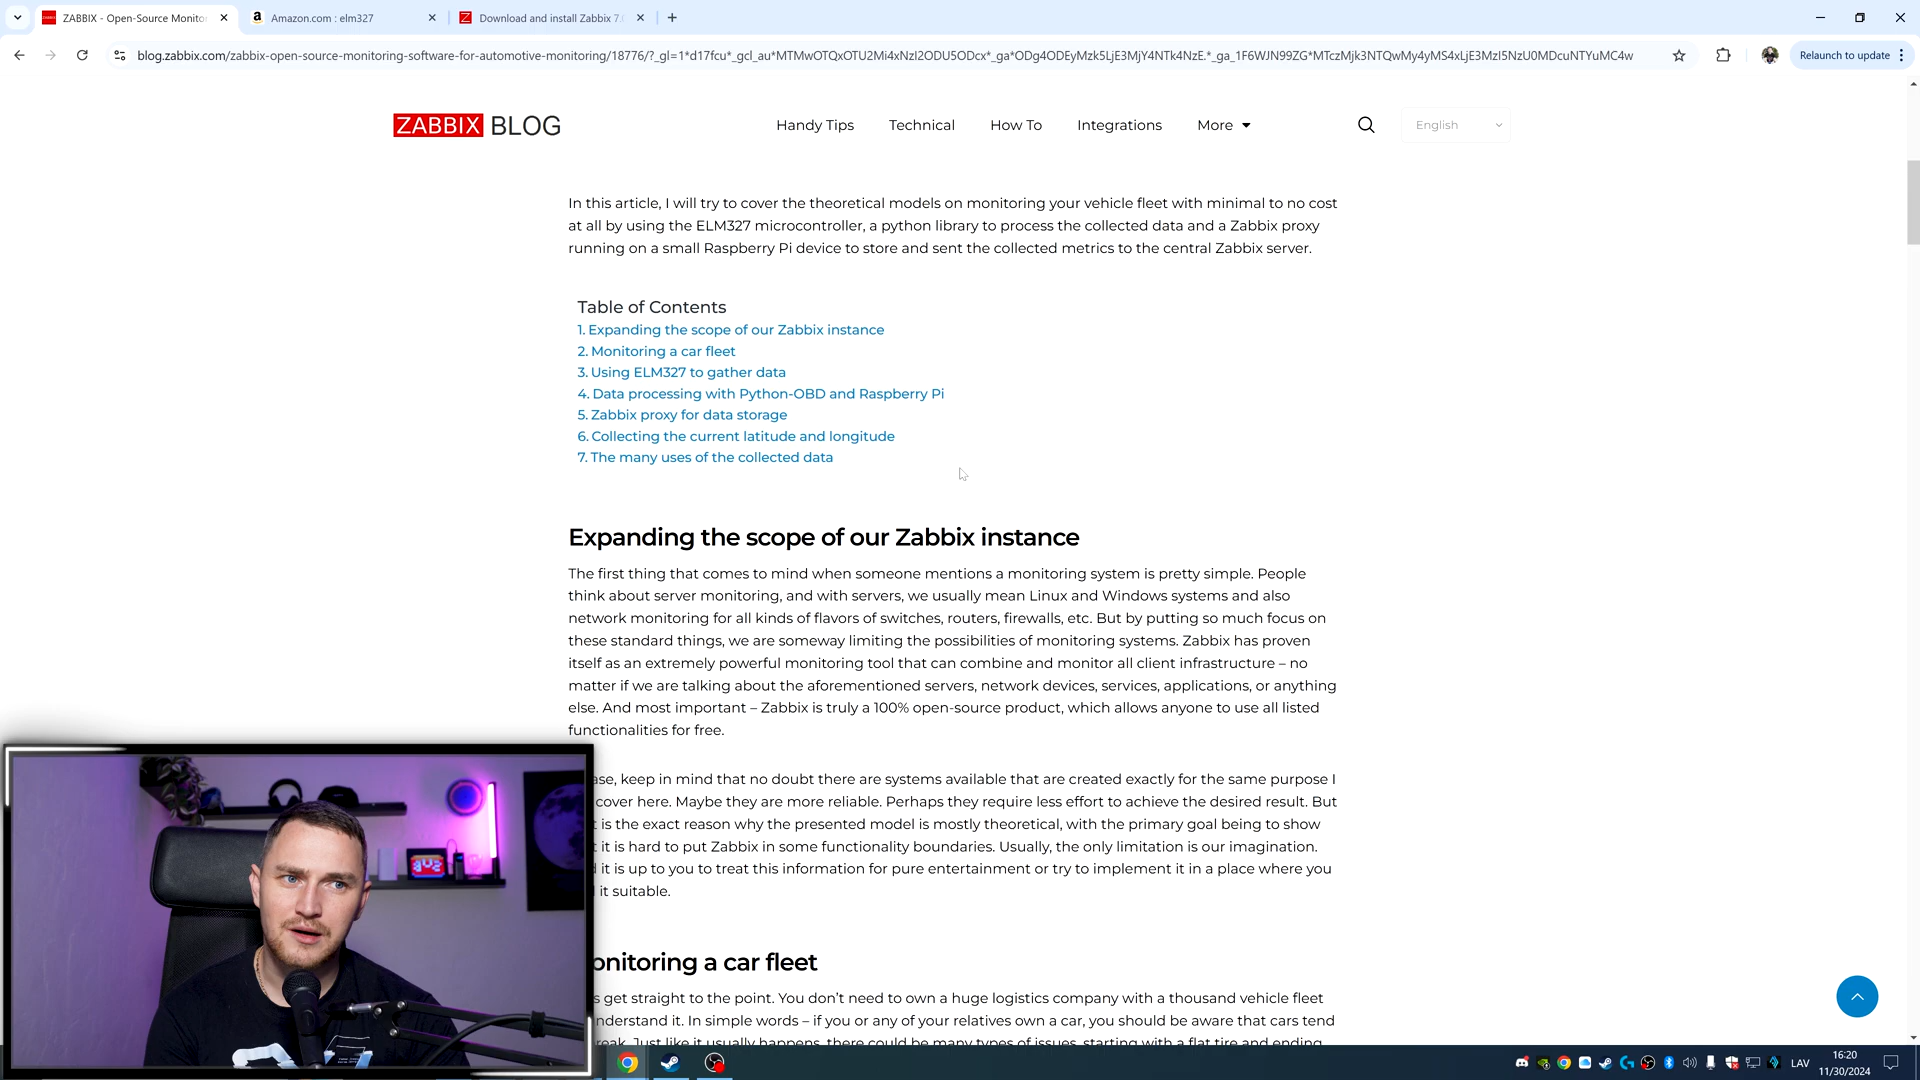 ZABBIX - Open-Source Monitor
Amazon.com : elm327
Download and install Zabbix 7.0
blog.zabbix.com/zabbix-open-source-monitoring-software-for-automotive-monitoring/18776/?_gl=1*d17fcu*_gcl_au*MTMwOTQxOTU2Mi4xNzI2ODU5ODcx*_ga*ODg4ODEyMzk5LjE3MjY4NTk4NzE.*_ga_1F6WJN99ZG*MTczMjk3NTQwMy4yMS4xLjE3MzI5NzU0MDcuNTYuMC4w
Relaunch to update
ZABBIX BLOG
Handy Tips
Technical
How To
Integrations
More
English
In this article, I will try to cover the theoretical models on monitoring your vehicle fleet with minimal to no cost
at all by using the ELM327 microcontroller, a python library to process the collected data and a Zabbix proxy
running on a small Raspberry Pi device to store and sent the collected metrics to the central Zabbix server.
Table of Contents
1. Expanding the scope of our Zabbix instance
2. Monitoring a car fleet
3. Using ELM327 to gather data
4. Data processing with Python-OBD and Raspberry Pi
5. Zabbix proxy for data storage
6. Collecting the current latitude and longitude
7. The many uses of the collected data
Expanding the scope of our Zabbix instance
The first thing that comes to mind when someone mentions a monitoring system is pretty simple. People
think about server monitoring, and with servers, we usually mean Linux and Windows systems and also
network monitoring for all kinds of flavors of switches, routers, firewalls, etc. But by putting so much focus on
these standard things, we are someway limiting the possibilities of monitoring systems. Zabbix has proven
itself as an extremely powerful monitoring tool that can combine and monitor all client infrastructure – no
matter if we are talking about the aforementioned servers, network devices, services, applications, or anything
else. And most important – Zabbix is truly a 100% open-source product, which allows anyone to use all listed
functionalities for free.
ase, keep in mind that no doubt there are systems available that are created exactly for the same purpose I
cover here. Maybe they are more reliable. Perhaps they require less effort to achieve the desired result. But
t is the exact reason why the presented model is mostly theoretical, with the primary goal being to show
t it is hard to put Zabbix in some functionality boundaries. Usually, the only limitation is our imagination.
d it is up to you to treat this information for pure entertainment or try to implement it in a place where you
it suitable.
onitoring a car fleet
s get straight to the point. You don't need to own a huge logistics company with a thousand vehicle fleet
nderstand it. In simple words – if you or any of your relatives own a car, you should be aware that cars tend
reak. Just like it usually happens, there could be many types of issues, starting with a flat tire and ending
LAV
16:20
11/30/2024